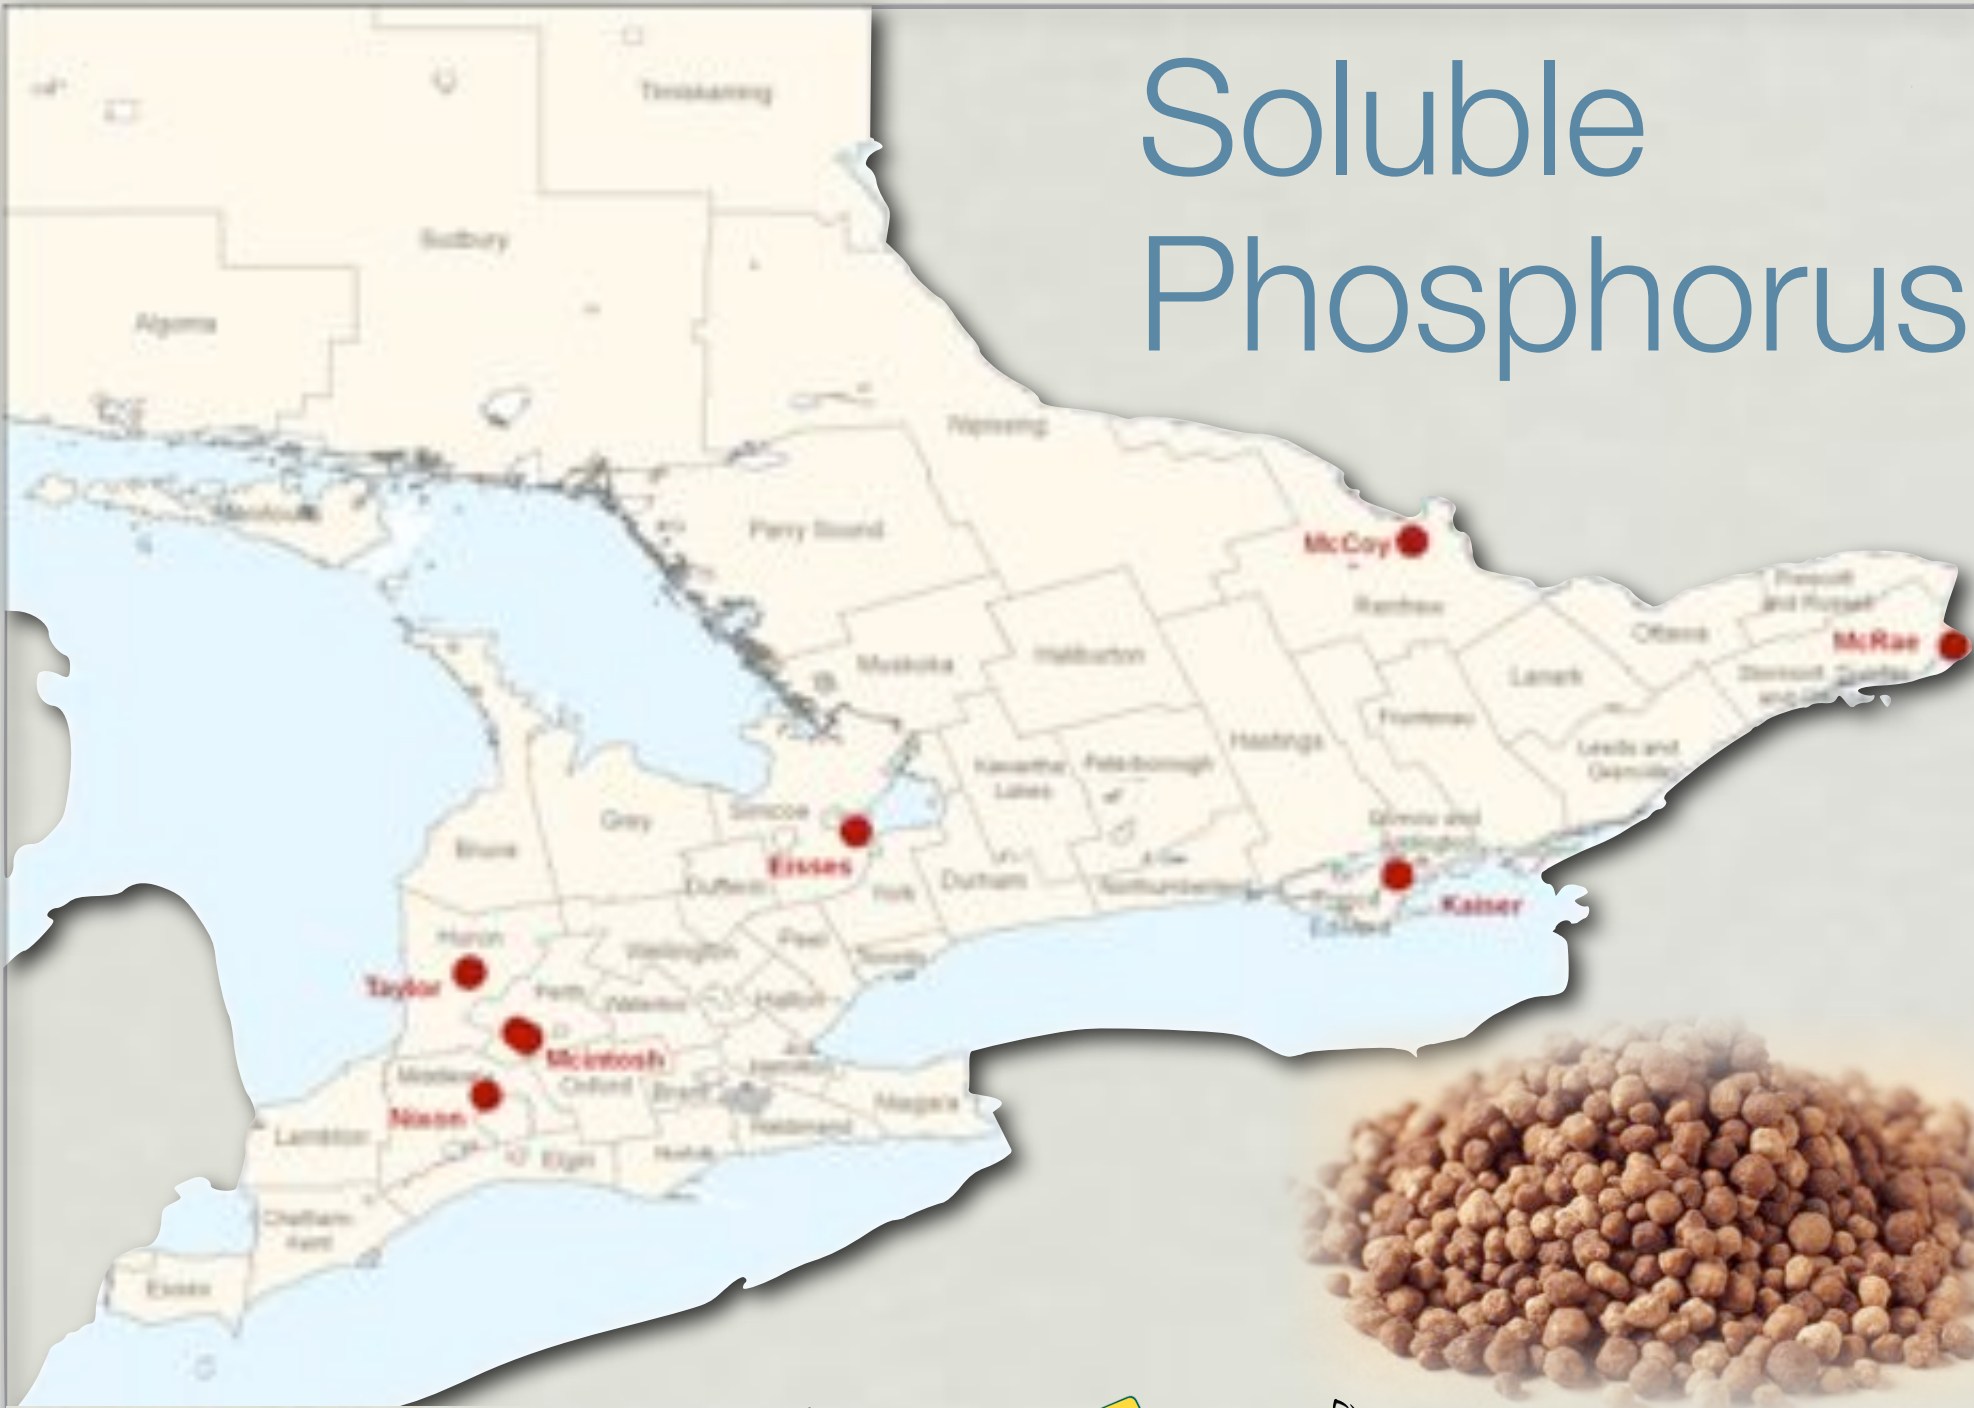 Soluble
Phosphorus
Timiskaming
Sudbury
Algoma
Nipissing
Parry Sound
McCoy
Renfrew
Prescott
and Russell
Ottawa
McRae
Muskoka
Haliburton
Lanark
Frontenac
Hastings
Kawartha
Lakes
Peterborough
Leeds and
Grenville
Simcoe
Grey
Bruce
Eisses
Dufferin
York
Durham
Northumberland
Kaiser
Prince
Edward
Huron
Wellington
Peel
Toronto
Taylor
Perth
Waterloo
Halton
Mcintosh
Middlesex
Oxford
Brant
Hamilton
Nixon
Niagara
Haldimand
Lambton
Elgin
Norfolk
Chatham-
Kent
Essex